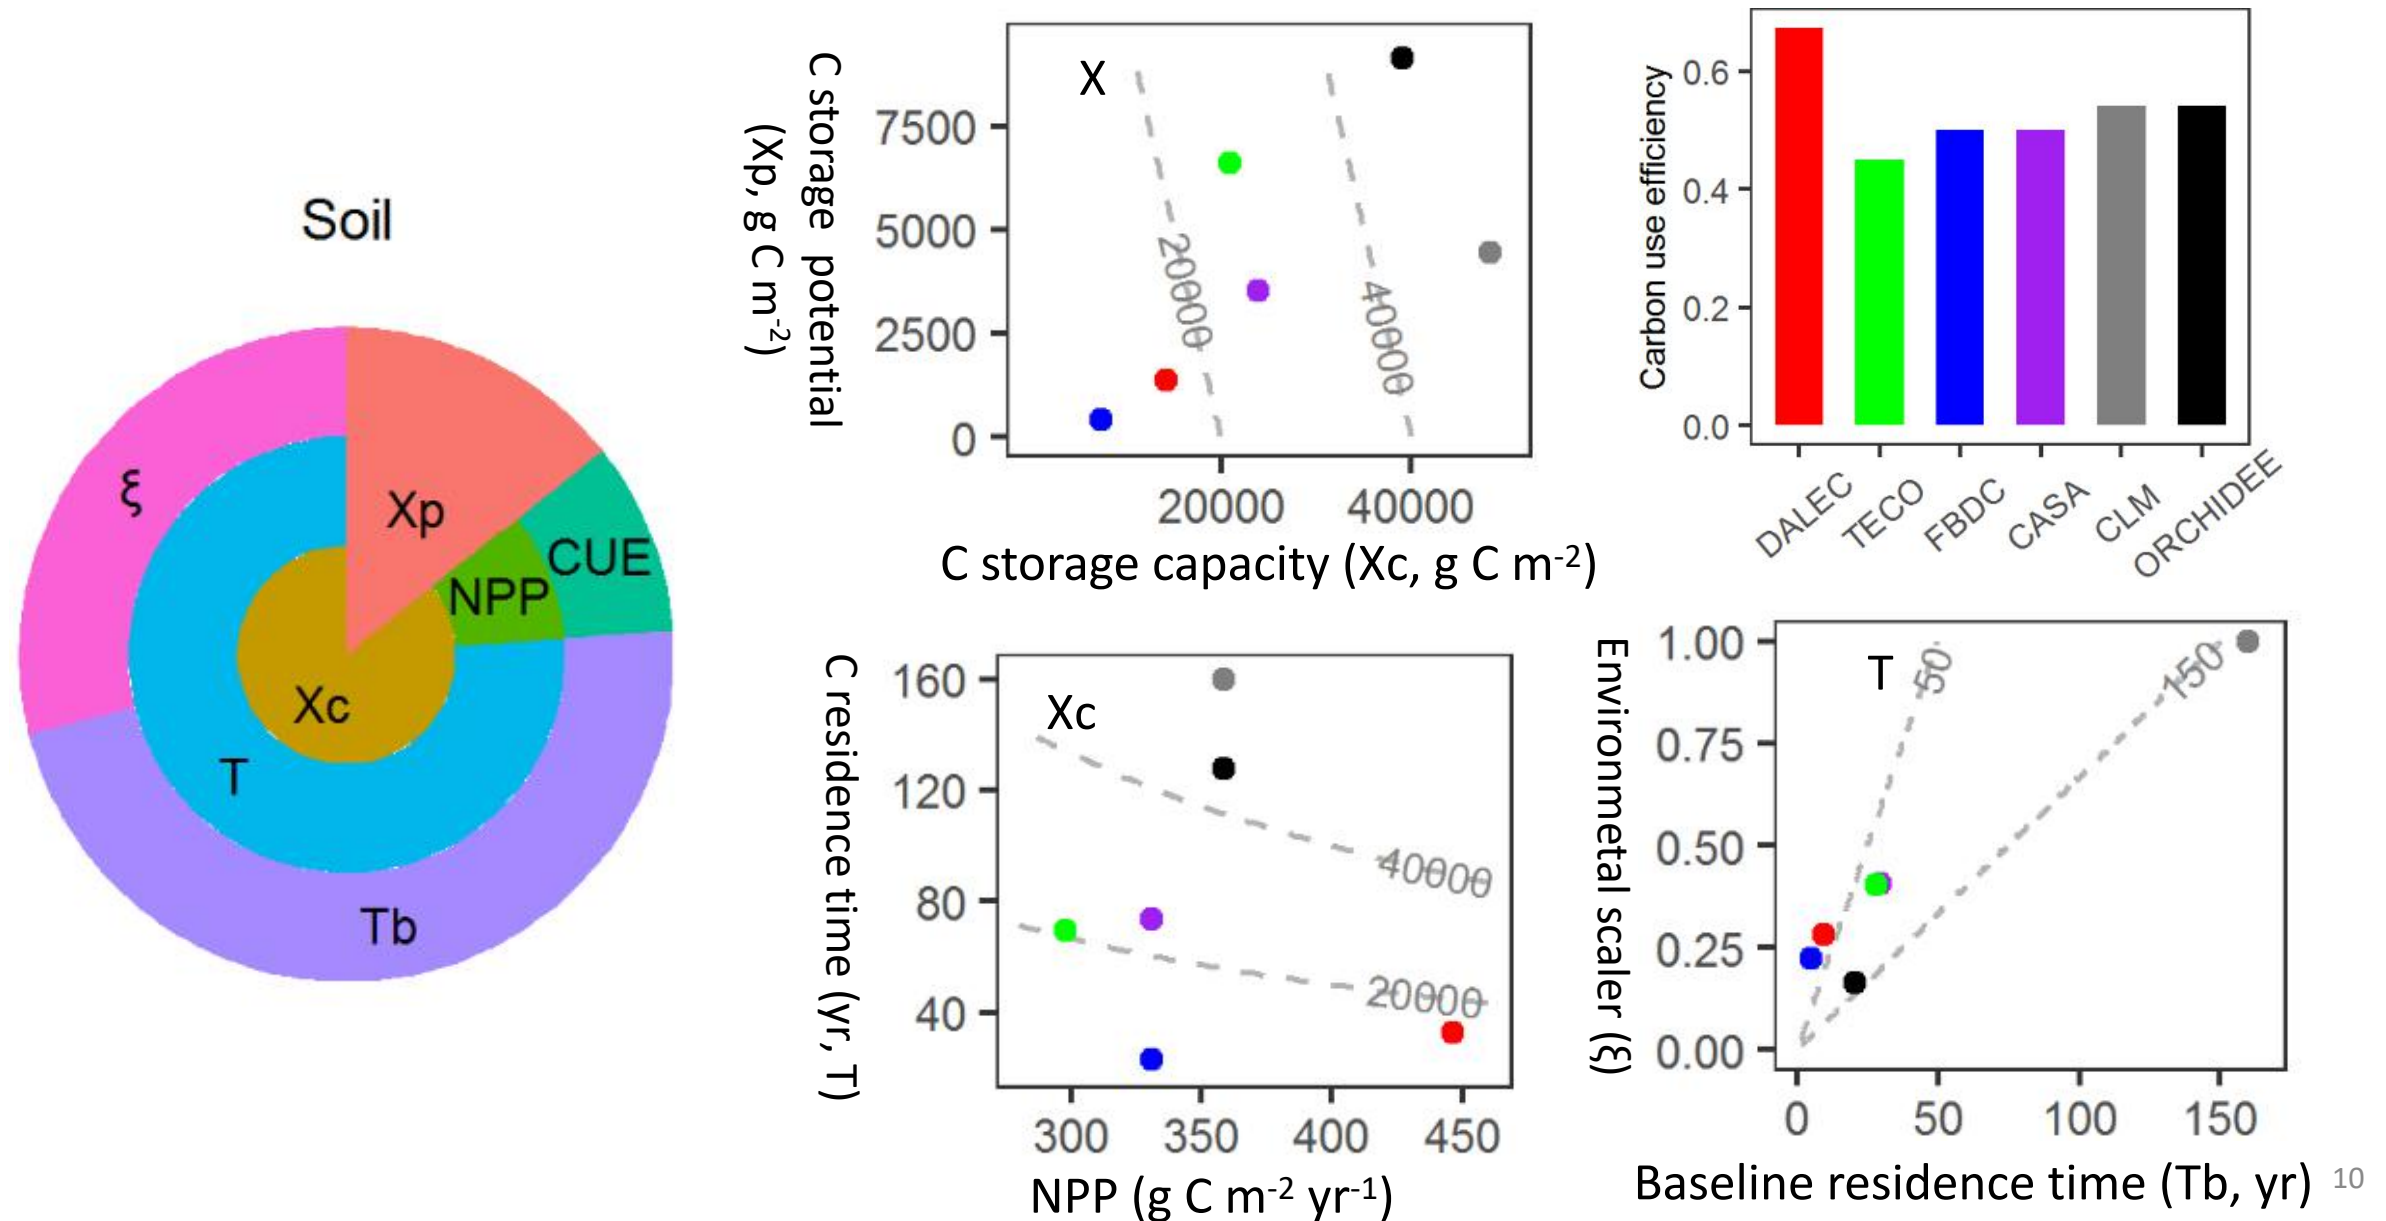 Soil
ξ
Xp
CUE
NPP
Xc
T
Tb
C storage potential
(Xp, g C m-2)
X
7500
5000
2500
0
20000
40000
20000 40000
C storage capacity (Xc, g C m-2)
Carbon use efficiency
0.6
0.4
0.2
0.0
DALEC
TECO
FBDC
CASA
CLM
ORCHIDEE
C residence time (yr, T)
Xc
160
120
80
40
40000
20000
300 350 400 450
NPP (g C m-2 yr-1)
Environmetal scaler (ξ)
T
50
150
1.00
0.75
0.50
0.25
0.00
0 50 100 150
Baseline residence time (Tb, yr)
10